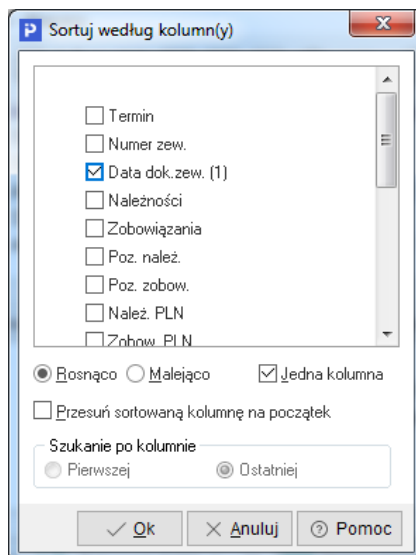 Sortuj według kolumn(y)
Termin
Numer zew.
Data dok.zew. (1)
Należności
Zobowiązania
Poz. należ.
Poz. zobow.
Należ. PLN
Zobow. PLN
Rosnąco Malejąco Jedna kolumna
Przesuń sortowaną kolumnę na początek
Szukanie po kolumnie
Pierwszej Ostatniej
Ok Anuluj Pomoc